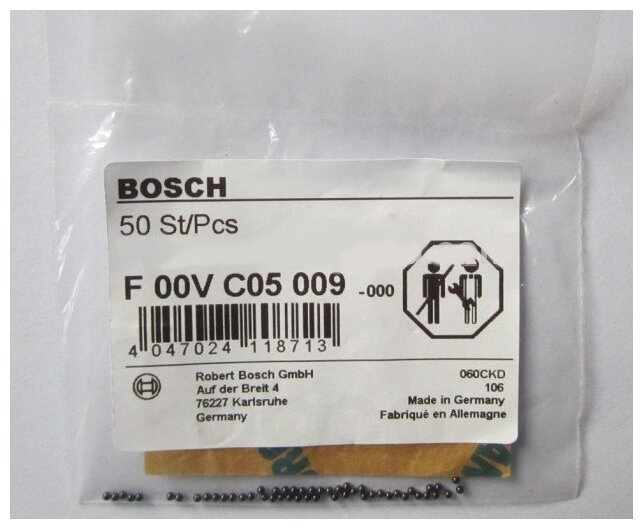 BOSCH
50 St/Pcs
F 00V C05 009 -000
4 047024 118713
Robert Bosch GmbH
Auf der Breit 4
76227 Karlsruhe
Germany
060CKD
106
Made in Germany
Fabriqué en Allemagne